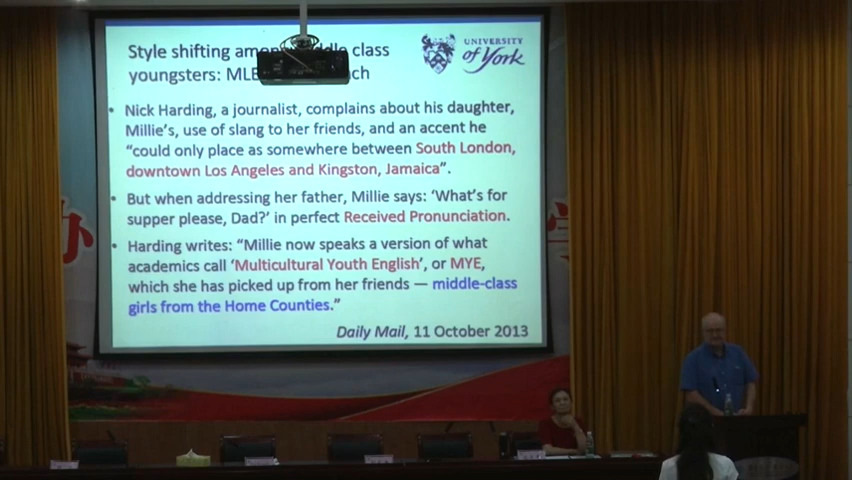 Style shifting among middle class
youngsters: MLE
UNIVERSITY
of York
• Nick Harding, a journalist, complains about his daughter,
Millie's, use of slang to her friends, and an accent he
“could only place as somewhere between South London,
downtown Los Angeles and Kingston, Jamaica”.
• But when addressing her father, Millie says: ‘What's for
supper please, Dad?’ in perfect Received Pronunciation.
• Harding writes: “Millie now speaks a version of what
academics call ‘Multicultural Youth English’, or MYE,
which she has picked up from her friends — middle-class
girls from the Home Counties.”
Daily Mail, 11 October 2013